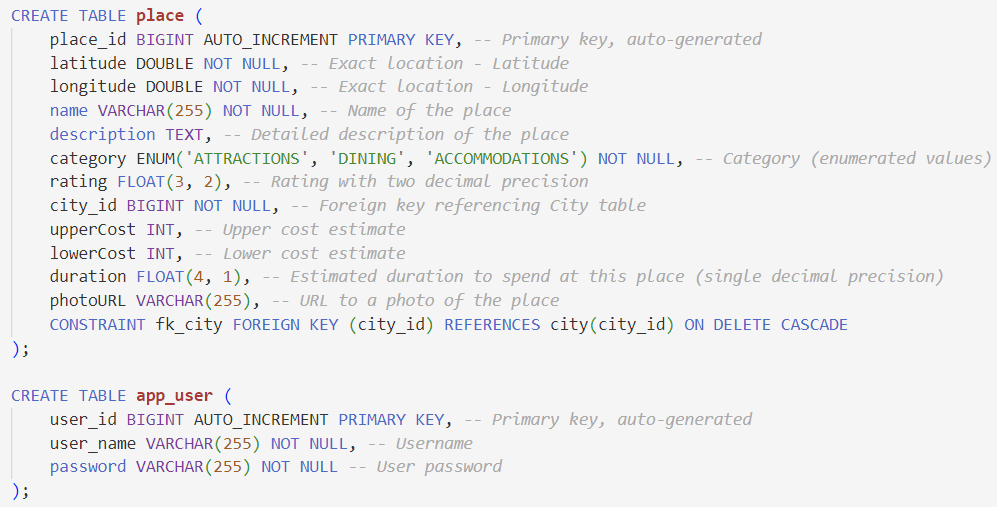 CREATE TABLE place (
    place_id BIGINT AUTO_INCREMENT PRIMARY KEY, -- Primary key, auto-generated
    latitude DOUBLE NOT NULL, -- Exact location - Latitude
    longitude DOUBLE NOT NULL, -- Exact location - Longitude
    name VARCHAR(255) NOT NULL, -- Name of the place
    description TEXT, -- Detailed description of the place
    category ENUM('ATTRACTIONS', 'DINING', 'ACCOMMODATIONS') NOT NULL, -- Category (enumerated values)
    rating FLOAT(3, 2), -- Rating with two decimal precision
    city_id BIGINT NOT NULL, -- Foreign key referencing City table
    upperCost INT, -- Upper cost estimate
    lowerCost INT, -- Lower cost estimate
    duration FLOAT(4, 1), -- Estimated duration to spend at this place (single decimal precision)
    photoURL VARCHAR(255), -- URL to a photo of the place
    CONSTRAINT fk_city FOREIGN KEY (city_id) REFERENCES city(city_id) ON DELETE CASCADE
);

CREATE TABLE app_user (
    user_id BIGINT AUTO_INCREMENT PRIMARY KEY, -- Primary key, auto-generated
    user_name VARCHAR(255) NOT NULL, -- Username
    password VARCHAR(255) NOT NULL -- User password
);